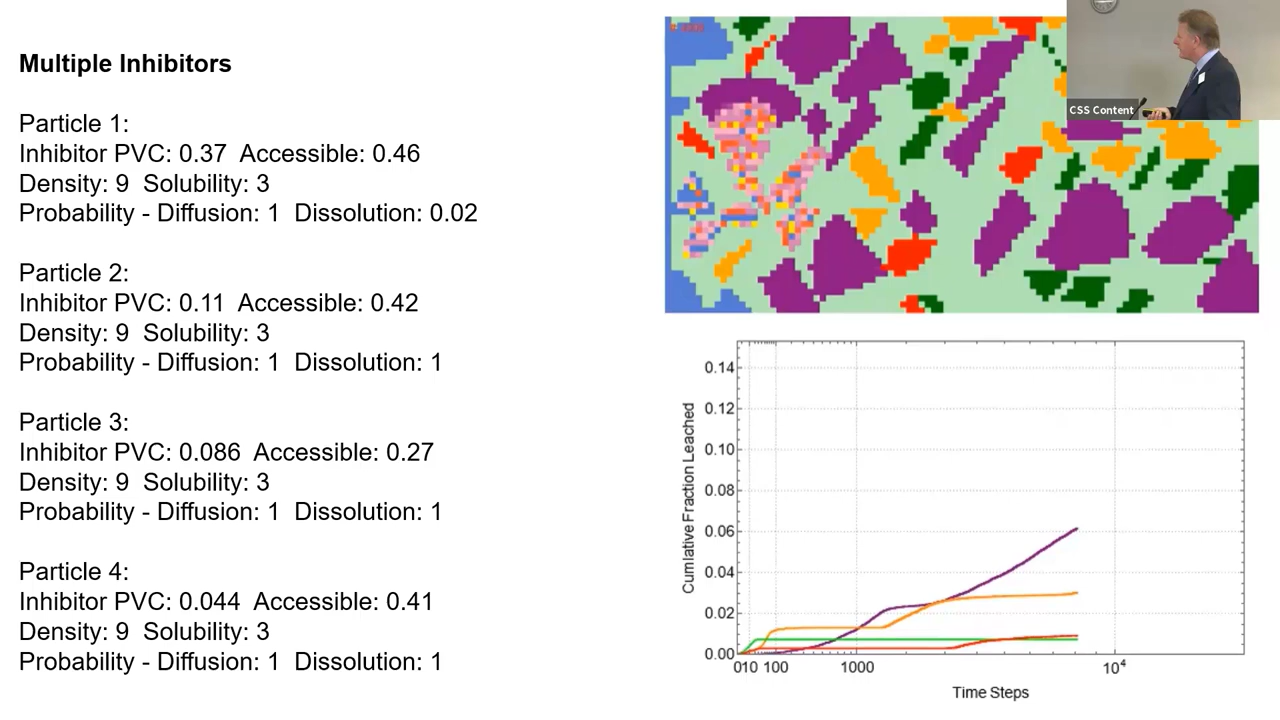 Multiple Inhibitors
Particle 1:
Inhibitor PVC: 0.37  Accessible: 0.46
Density: 9  Solubility: 3
Probability - Diffusion: 1  Dissolution: 0.02
Particle 2:
Inhibitor PVC: 0.11  Accessible: 0.42
Density: 9  Solubility: 3
Probability - Diffusion: 1  Dissolution: 1
Particle 3:
Inhibitor PVC: 0.086  Accessible: 0.27
Density: 9  Solubility: 3
Probability - Diffusion: 1  Dissolution: 1
Particle 4:
Inhibitor PVC: 0.044  Accessible: 0.41
Density: 9  Solubility: 3
Probability - Diffusion: 1  Dissolution: 1
CSS Content
Cumlative Fraction Leached
0.14
0.12
0.10
0.08
0.06
0.04
0.02
0.00
010 100 1000 10⁴
Time Steps